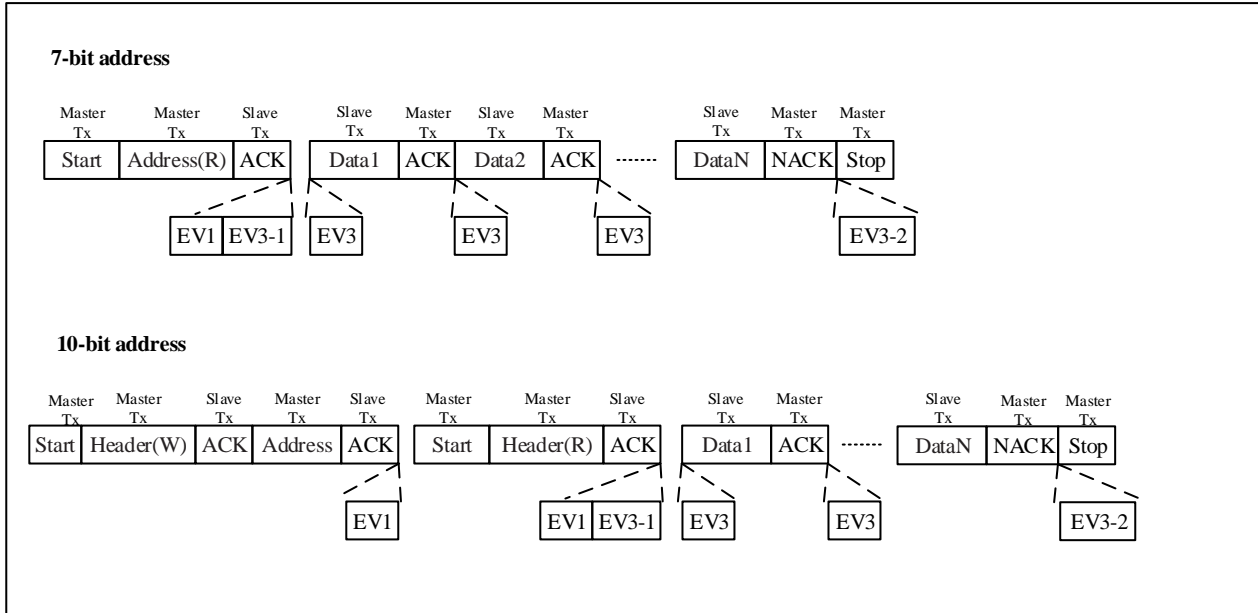 7-bit address
Master Master Slave Slave Master Slave Master Slave Master Master
Tx Tx Tx Tx Tx Tx Tx Tx Tx Tx
Start Address(R) ACK Data1 ACK Data2 ACK ........ DataN NACK Stop
EV1 EV3-1 EV3 EV3 EV3 EV3-2
10-bit address
Master Master Slave Master Slave Master Master Slave Slave Master Slave Master Master
Tx Tx Tx Tx Tx Tx Tx Tx Tx Tx Tx Tx Tx
Start Header(W) ACK Address ACK Start Header(R) ACK Data1 ACK ........ DataN NACK Stop
EV1 EV1 EV3-1 EV3 EV3 EV3-2